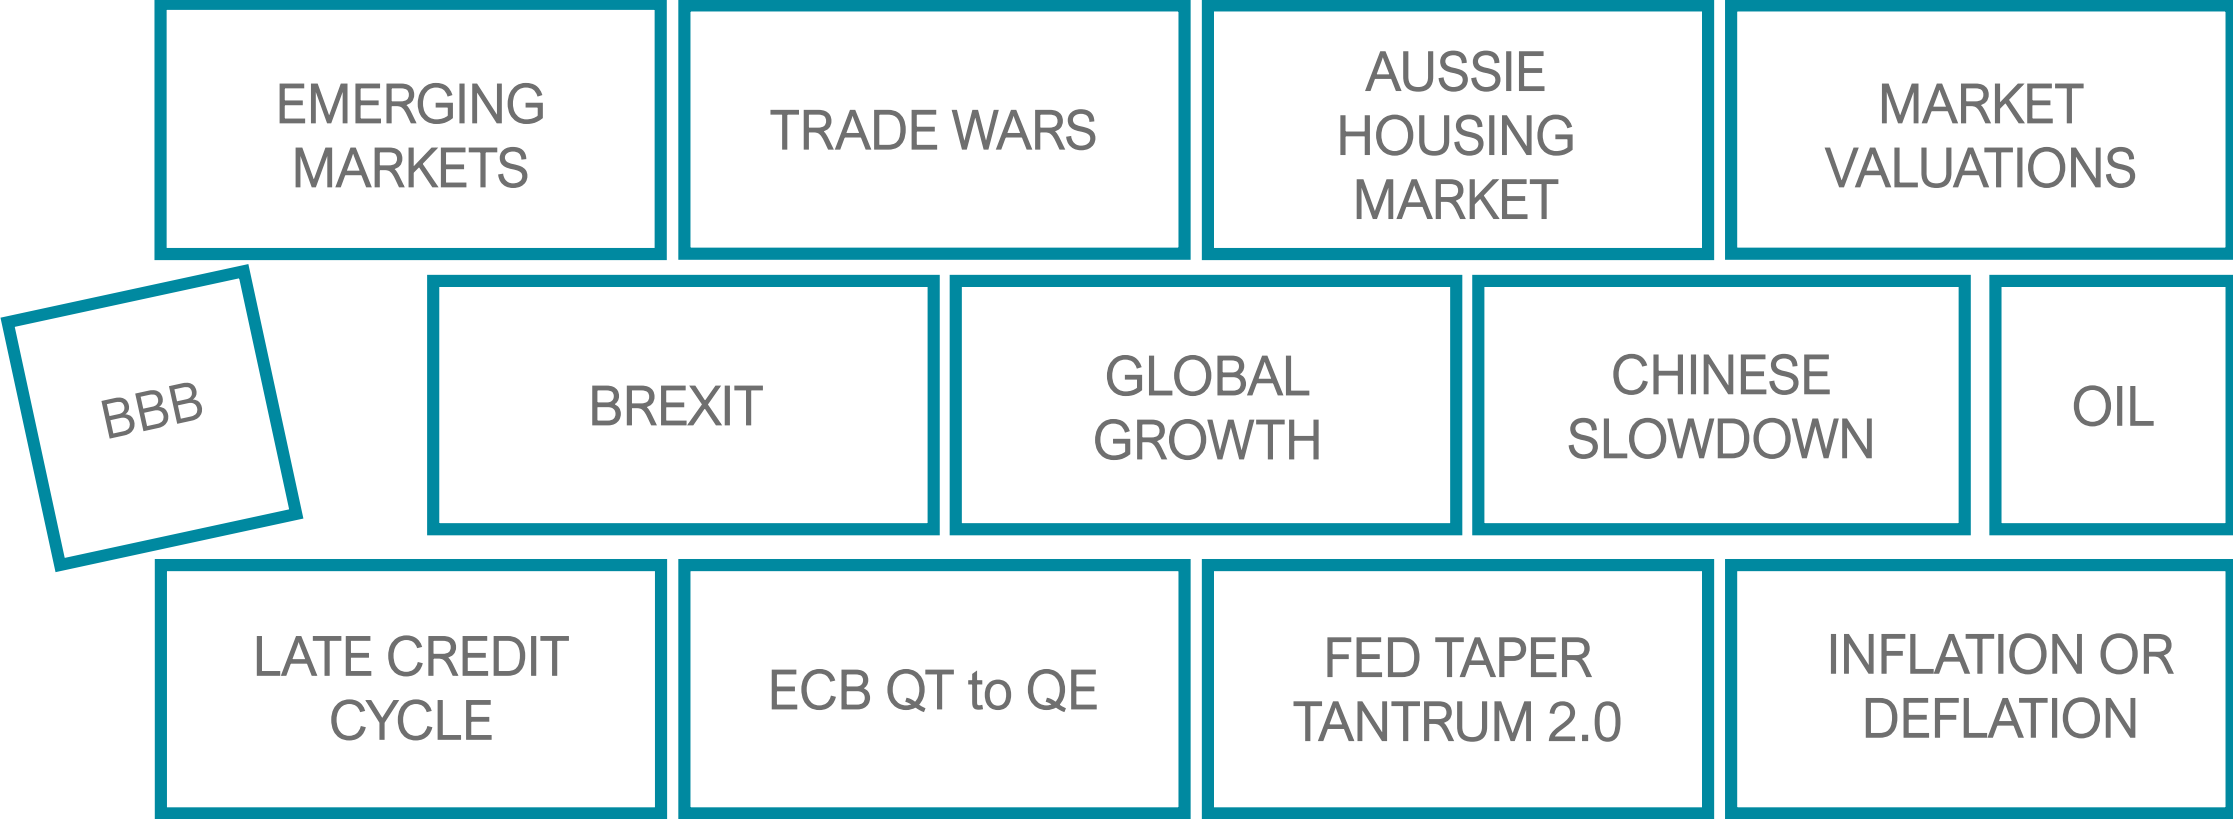 EMERGING
MARKETS
TRADE WARS
AUSSIE
HOUSING
MARKET
MARKET
VALUATIONS
BBB
BREXIT
GLOBAL
GROWTH
CHINESE
SLOWDOWN
OIL
LATE CREDIT
CYCLE
ECB QT to QE
FED TAPER
TANTRUM 2.0
INFLATION OR
DEFLATION